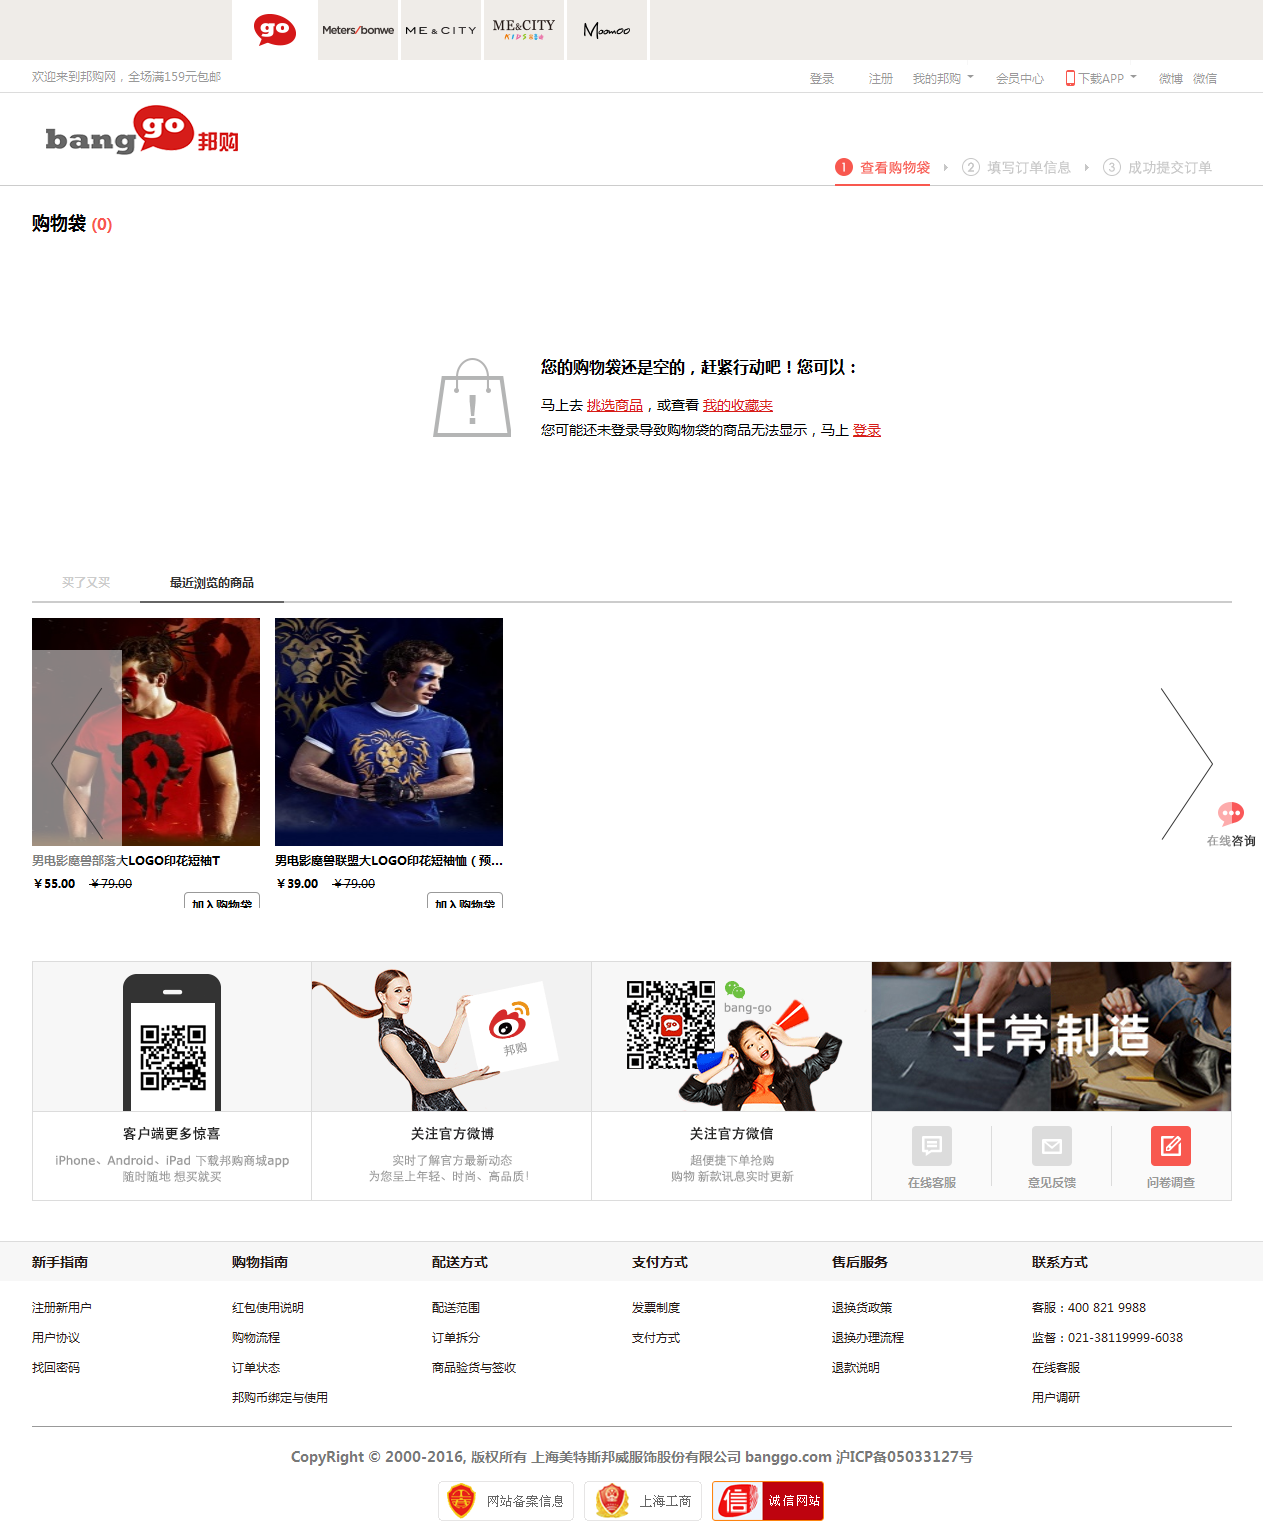 go
Meters/bonwe
ME & CITY
ME&CITY
KIDS
Moomoo
欢迎来到邦购网，全场满159元包邮
登录 注册 我的邦购 会员中心 下载APP 微博 微信
bang go 邦购
1 查看购物袋 2 填写订单信息 3 成功提交订单
购物袋 (0)
!
您的购物袋还是空的，赶紧行动吧！您可以：
马上去 挑选商品，或查看 我的收藏夹
您可能还未登录导致购物袋的商品无法显示，马上 登录
买了又买 最近浏览的商品
男电影魔兽部落大LOGO印花短袖T
￥55.00 ￥79.00
加入购物袋
男电影魔兽联盟大LOGO印花短袖恤（预...
￥39.00 ￥79.00
加入购物袋
在线咨询
邦购
go
bang-go
非常制造
客户端更多惊喜
iPhone、Android、iPad 下载邦购商城app
随时随地 想买就买
关注官方微博
实时了解官方最新动态
为您呈上年轻、时尚、高品质！
关注官方微信
超便捷下单抢购
购物 新款讯息实时更新
在线客服 意见反馈 问卷调查
新手指南 购物指南 配送方式 支付方式 售后服务 联系方式
注册新用户 红包使用说明 配送范围 发票制度 退换货政策 客服：400 821 9988
用户协议 购物流程 订单拆分 支付方式 退换办理流程 监督：021-38119999-6038
找回密码 订单状态 商品验货与签收 退款说明 在线客服
邦购币绑定与使用 用户调研
CopyRight © 2000-2016, 版权所有 上海美特斯邦威服饰股份有限公司 banggo.com 沪ICP备05033127号
网站备案信息 上海工商 信 诚信网站